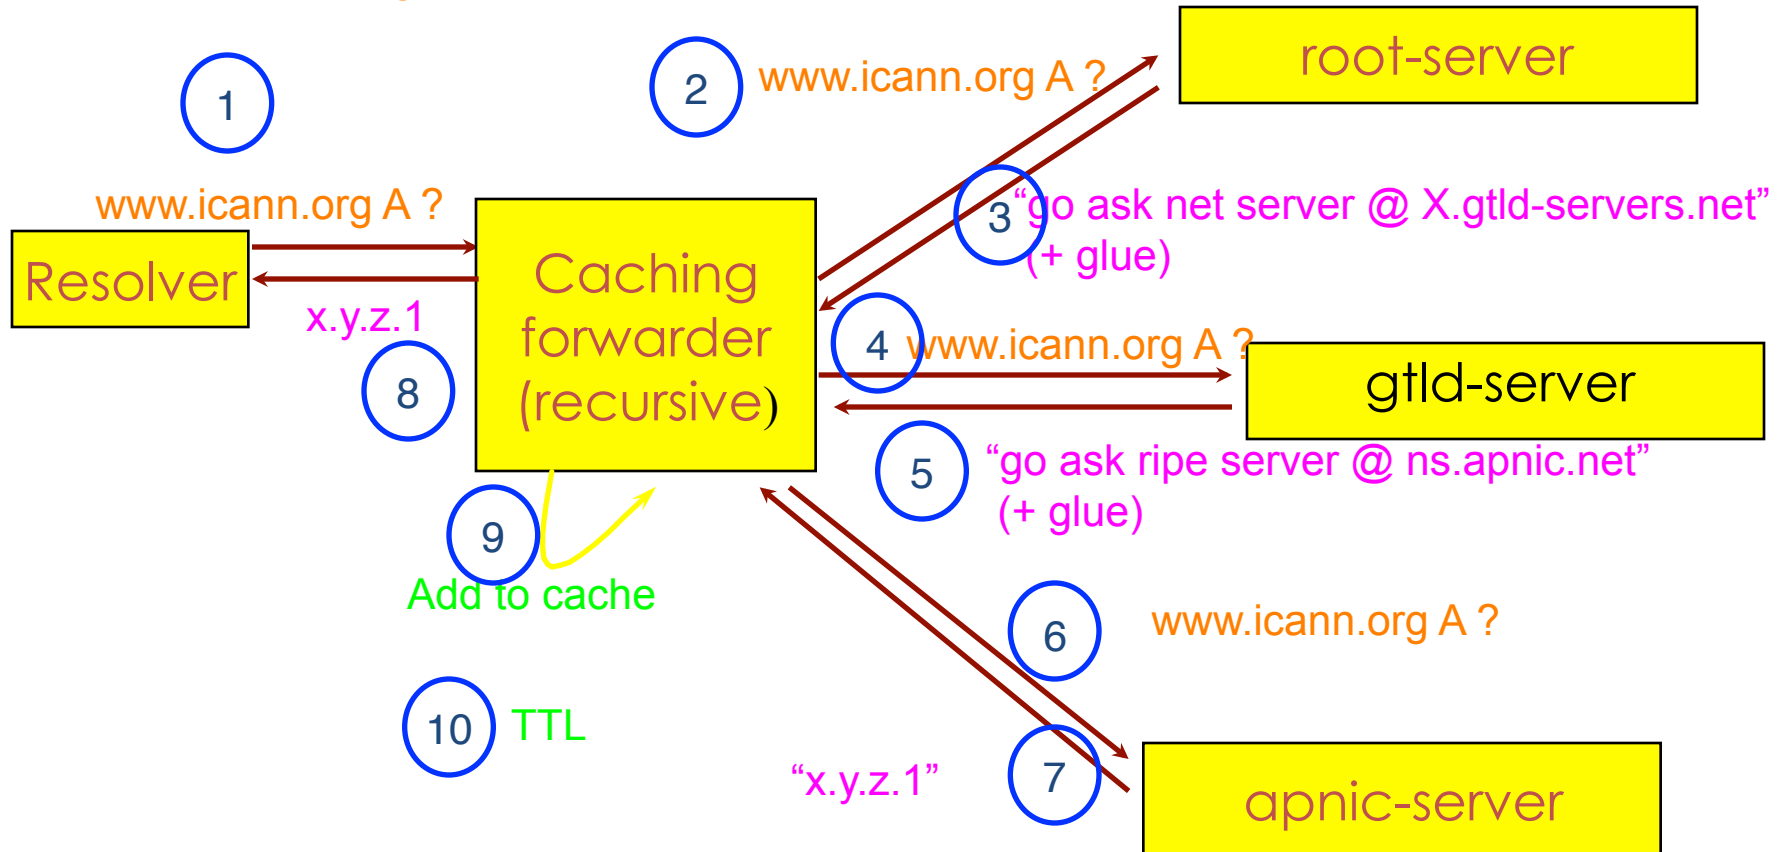 1
2
www.icann.org A ?
root-server
www.icann.org A ?
3
“go ask net server @ X.gtld-servers.net”
(+ glue)
Resolver
Caching
forwarder
(recursive)
x.y.z.1
8
4
www.icann.org A ?
gtld-server
5
“go ask ripe server @ ns.apnic.net”
(+ glue)
9
Add to cache
6
www.icann.org A ?
10
TTL
“x.y.z.1”
7
apnic-server